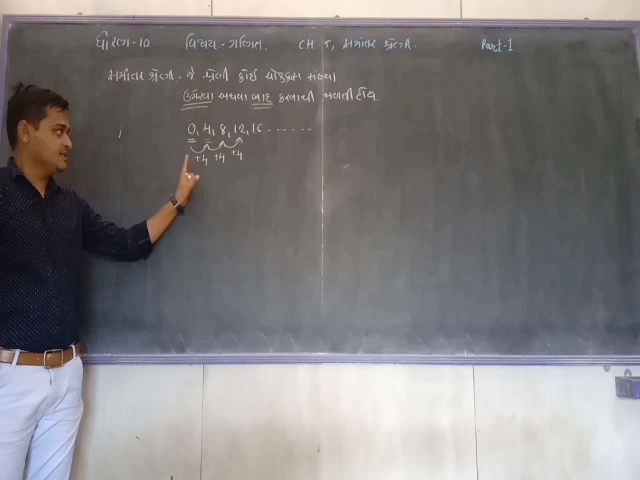 ધોરણ-10 વિષય-ગણિત. CH 5, સમાંતર શ્રેણી. Part-1
સમાંતર શ્રેણી - જે શ્રેણી કોઈ ચોક્કસ સંખ્યા
ઉમેરવા અથવા બાદ કરવાથી મળતી હોય.
0, 4, 8, 12, 16 ......
+4 +4 +4